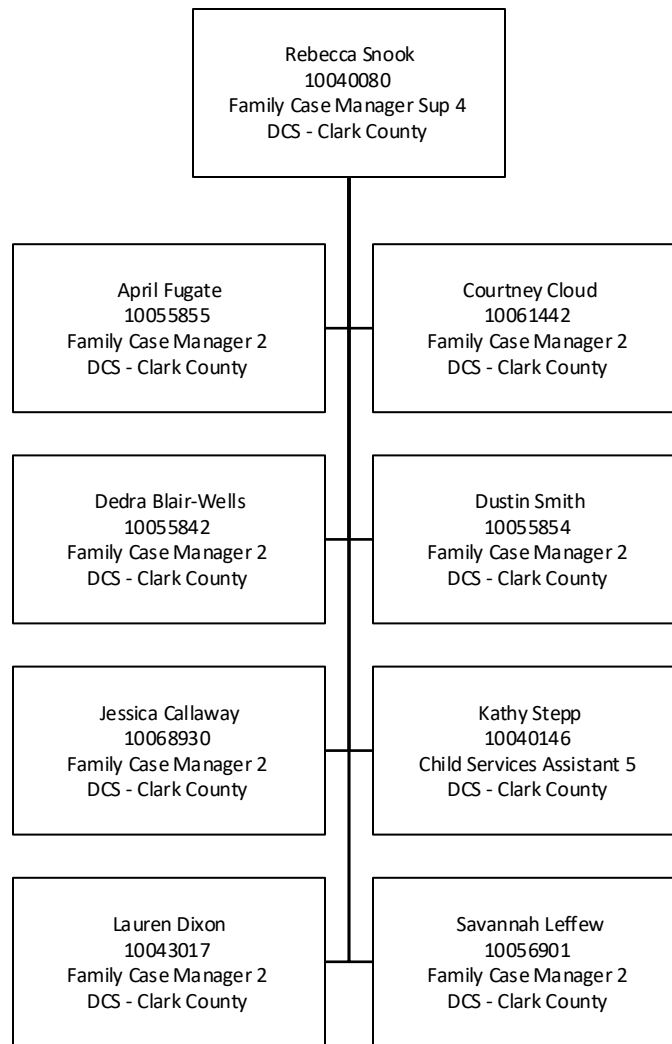 Rebecca Snook
10040080
Family Case Manager Sup 4
DCS - Clark County
April Fugate
10055855
Family Case Manager 2
DCS - Clark County
Courtney Cloud
10061442
Family Case Manager 2
DCS - Clark County
Dedra Blair-Wells
10055842
Family Case Manager 2
DCS - Clark County
Dustin Smith
10055854
Family Case Manager 2
DCS - Clark County
Jessica Callaway
10068930
Family Case Manager 2
DCS - Clark County
Kathy Stepp
10040146
Child Services Assistant 5
DCS - Clark County
Lauren Dixon
10043017
Family Case Manager 2
DCS - Clark County
Savannah Leffew
10056901
Family Case Manager 2
DCS - Clark County